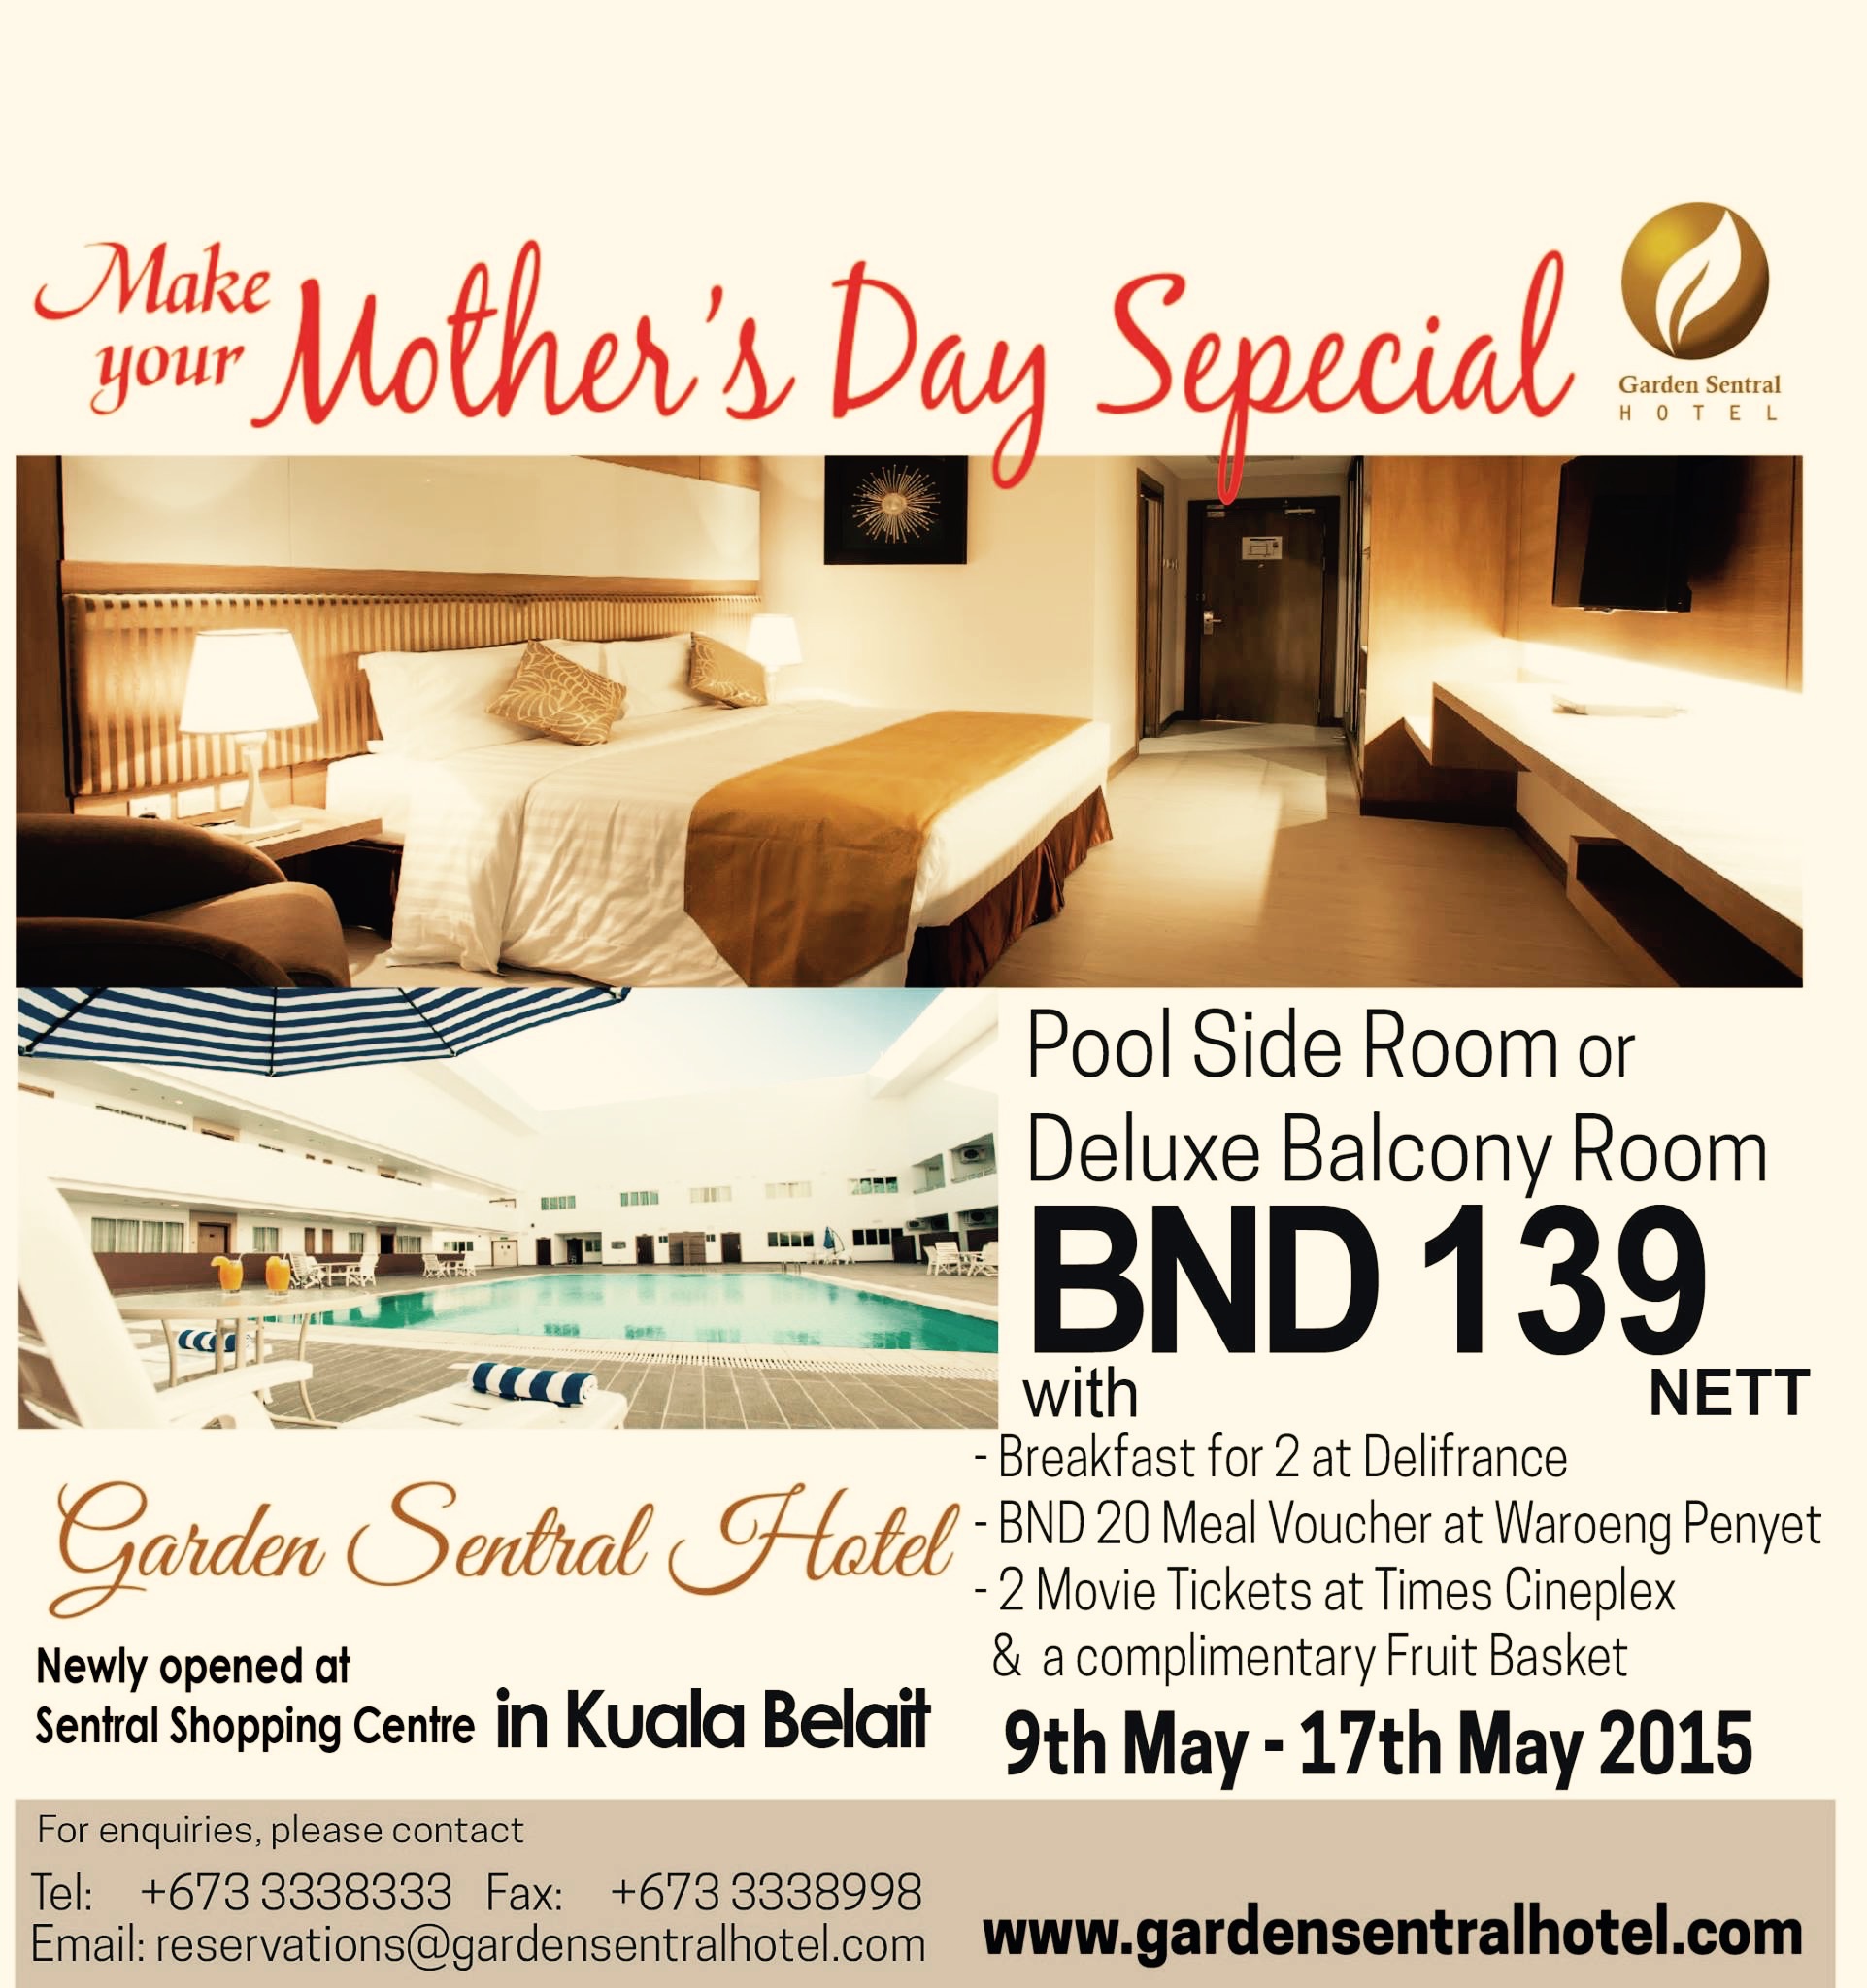 Make
your Mother's Day Sepecial
Garden Sentral
HOTEL
Pool Side Room or
Deluxe Balcony Room
BND 139
with NETT
- Breakfast for 2 at Delifrance
- BND 20 Meal Voucher at Waroeng Penyet
- 2 Movie Tickets at Times Cineplex
& a complimentary Fruit Basket
9th May - 17th May 2015
Garden Sentral Hotel
Newly opened at
Sentral Shopping Centre in Kuala Belait
For enquiries, please contact
Tel: +673 3338333 Fax: +673 3338998
Email: reservations@gardensentralhotel.com
www.gardensentralhotel.com